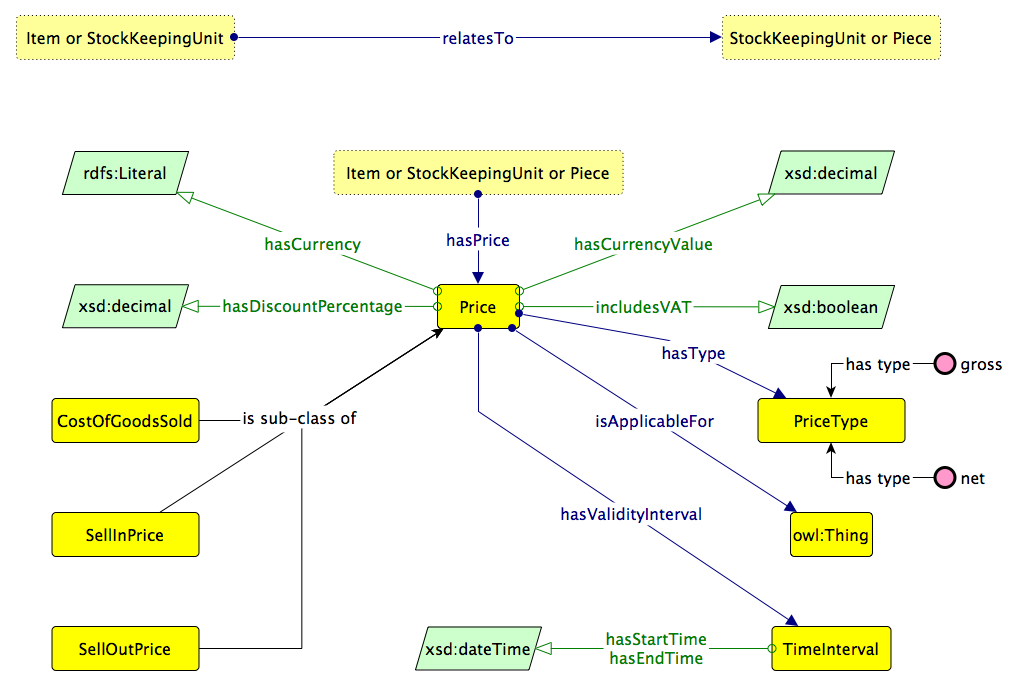 Item or StockKeepingUnit
relatesTo
StockKeepingUnit or Piece
rdfs:Literal
Item or StockKeepingUnit or Piece
xsd:decimal
hasCurrency
hasPrice
hasCurrencyValue
xsd:decimal
hasDiscountPercentage
Price
includesVAT
xsd:boolean
hasType
has type
gross
CostOfGoodsSold
is sub-class of
isApplicableFor
PriceType
has type
net
hasValidityInterval
SellInPrice
owl:Thing
SellOutPrice
xsd:dateTime
hasStartTime
hasEndTime
TimeInterval